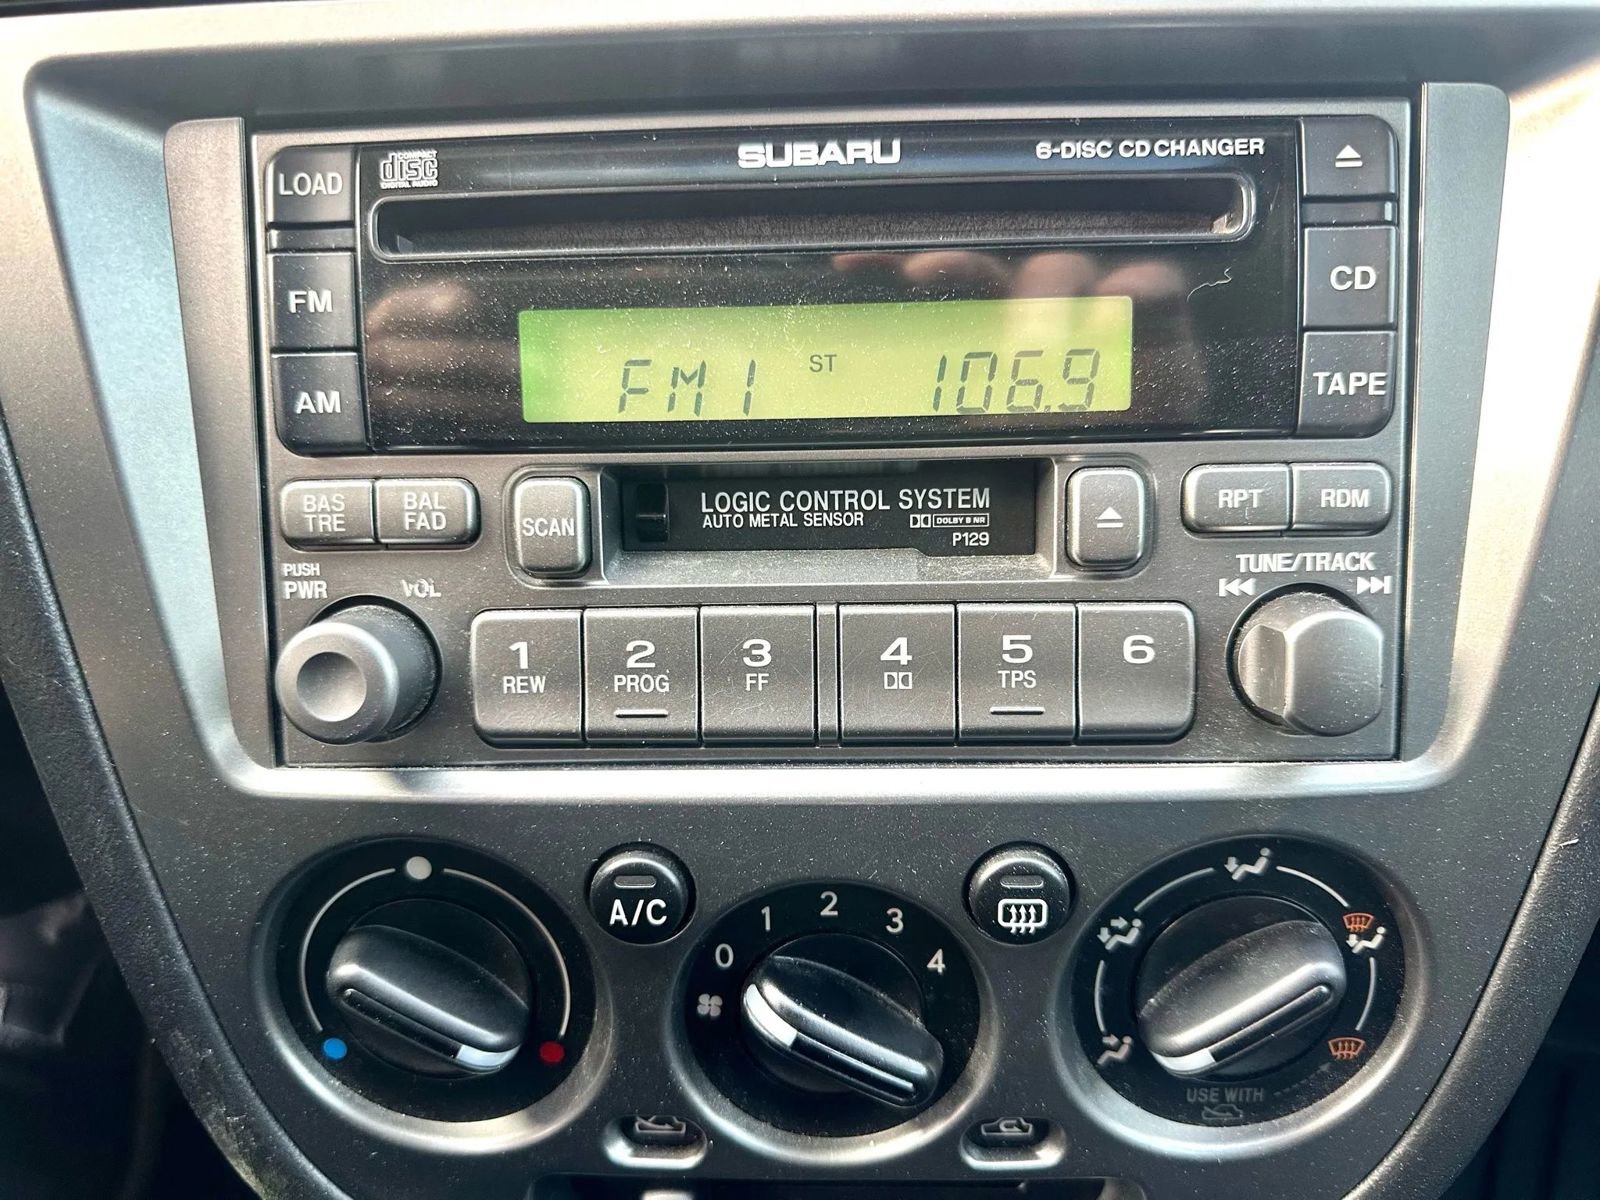 LOAD
COMPACT
disc
DIGITAL AUDIO
SUBARU
6-DISC CD CHANGER
FM
CD
FM1 ST 106.9
AM
TAPE
BAS
TRE
BAL
FAD
SCAN
LOGIC CONTROL SYSTEM
AUTO METAL SENSOR
DOLBY B NR
P129
RPT
RDM
PUSH
PWR
VOL
TUNE/TRACK
1
REW
2
PROG
3
FF
4
5
TPS
6
A/C
0 1 2 3 4
USE WITH